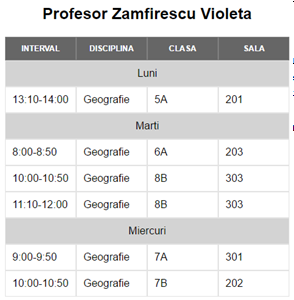 Profesor Zamfirescu Violeta
INTERVAL DISCIPLINA CLASA SALA
Luni
13:10-14:00 Geografie 5A 201
Marti
8:00-8:50 Geografie 6A 203
10:00-10:50 Geografie 8B 303
11:10-12:00 Geografie 8B 303
Miercuri
9:00-9:50 Geografie 7A 301
10:00-10:50 Geografie 7B 202